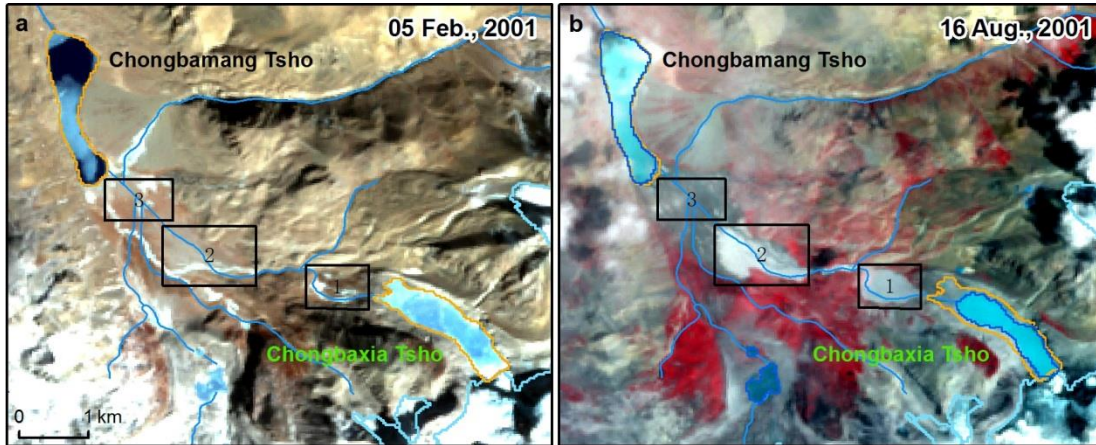 a
05 Feb., 2001
Chongbamang Tsho
3
2
1
Chongbaxia Tsho
0 1 km
b
16 Aug., 2001
Chongbamang Tsho
3
2
1
Chongbaxia Tsho